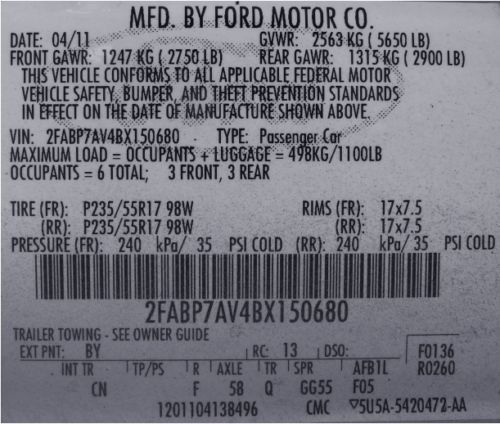 MFD. BY FORD MOTOR CO.
DATE: 04/11 GVWR: 2563 KG (5650 LB)
FRONT GAWR: 1247 KG (2750 LB) REAR GAWR: 1315 KG (2900 LB)
THIS VEHICLE CONFORMS TO ALL APPLICABLE FEDERAL MOTOR
VEHICLE SAFETY, BUMPER, AND THEFT PREVENTION STANDARDS
IN EFFECT ON THE DATE OF MANUFACTURE SHOWN ABOVE.
VIN: 2FABP7AV4BX150680 TYPE: Passenger Car
MAXIMUM LOAD = OCCUPANTS + LUGGAGE = 498KG/1100LB
OCCUPANTS = 6 TOTAL; 3 FRONT, 3 REAR
TIRE (FR): P235/55R17 98W RIMS (FR): 17x7.5
(RR): P235/55R17 98W (RR): 17x7.5
PRESSURE (FR): 240 kPa/ 35 PSI COLD (RR): 240 kPa/ 35 PSI COLD
2FABP7AV4BX150680
TRAILER TOWING - SEE OWNER GUIDE
EXT PNT: BY RC: 13 DSO: F0136
INT TR TP/PS R AXLE TR SPR AFB1L R0260
CN F 58 Q GG55 F05
1201104138496 CMC ▽5U5A-5420472-AA